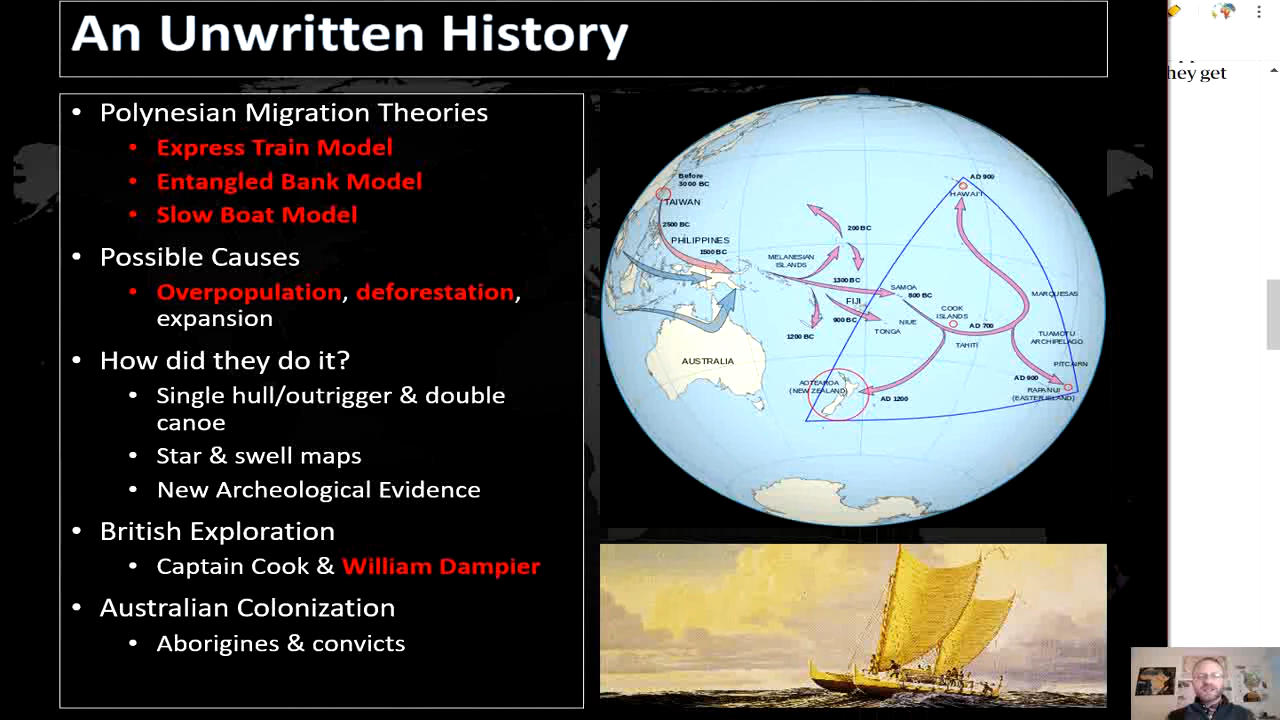 An Unwritten History
hey get
• Polynesian Migration Theories
• Express Train Model
• Entangled Bank Model
• Slow Boat Model
• Possible Causes
• Overpopulation, deforestation,
expansion
• How did they do it?
• Single hull/outrigger & double
canoe
• Star & swell maps
• New Archeological Evidence
• British Exploration
• Captain Cook & William Dampier
• Australian Colonization
• Aborigines & convicts
Before
3000 BC
TAIWAN
2500 BC
PHILIPPINES
1500 BC
MELANESIAN
ISLANDS
200 BC
1300 BC
FIJI
900 BC
1200 BC
AD 900
HAWAI'I
SAMOA
800 BC
COOK
ISLANDS
NIUE
TONGA
AD 700
TAHITI
MARQUESAS
TUAMOTU
ARCHIPELAGO
PITCAIRN
AD 900
RAPANUI
(EASTER ISLAND)
AUSTRALIA
AOTEAROA
(NEW ZEALAND)
AD 1200